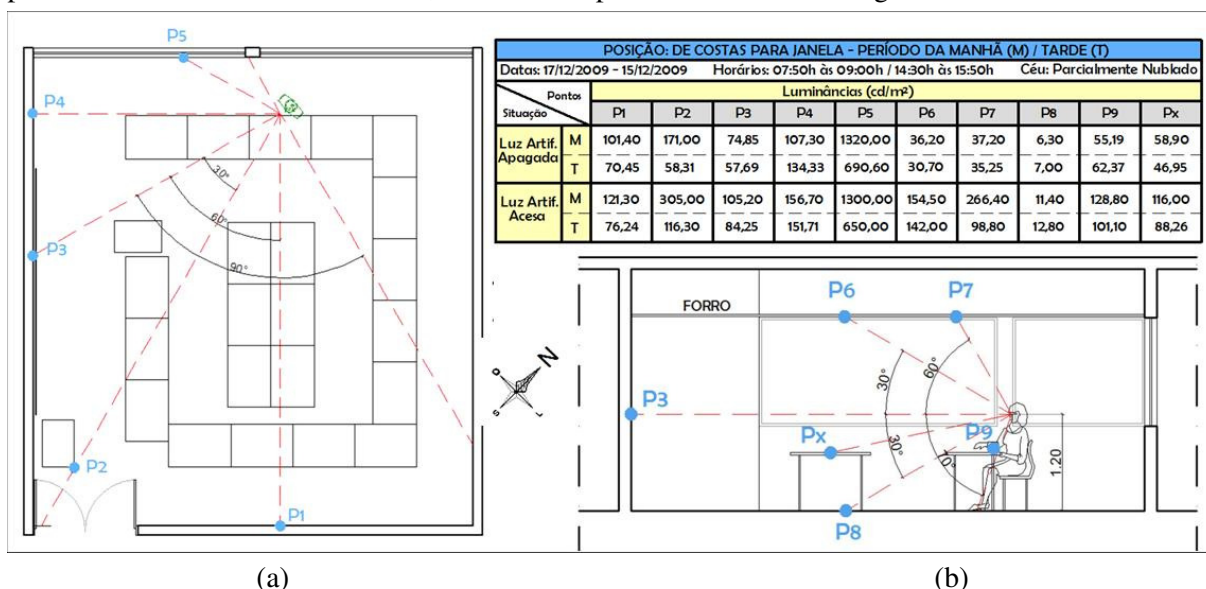 POSIÇÃO: DE COSTAS PARA JANELA - PERÍODO DA MANHÃ (M) / TARDE (T)
Datas: 17/12/2009 - 15/12/2009 Horários: 07:50h às 09:00h / 14:30h às 15:50h Céu: Parcialmente Nublado
Pontos Luminâncias (cd/m²)
Situação P1 P2 P3 P4 P5 P6 P7 P8 P9 Px
Luz Artif. Apagada M 101,40 171,00 74,85 107,30 1320,00 36,20 37,20 6,30 55,19 58,90
T 70,45 58,31 57,69 134,33 690,60 30,70 35,25 7,00 62,37 46,95
Luz Artif. Acesa M 121,30 305,00 105,20 156,70 1300,00 154,50 266,40 11,40 128,80 116,00
T 76,24 116,30 84,25 151,71 650,00 142,00 98,80 12,80 101,10 88,26
P5
P4
30°
60°
P3
90°
P2
P1
N
O
S
L
FORRO
P6
P7
30°
60°
P3
Px
P9
30°
70°
1.20
P8
(a)
(b)